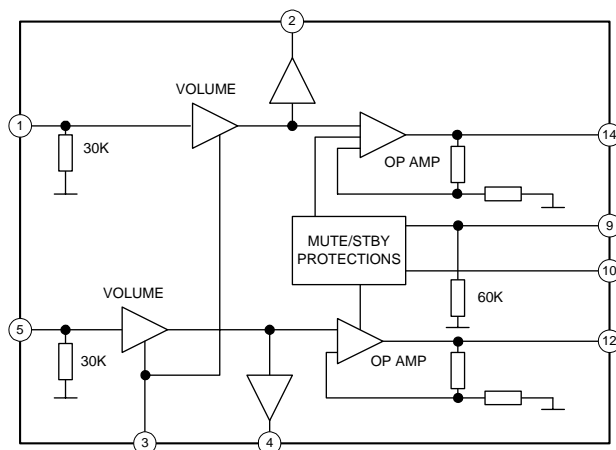 2
VOLUME
1
30K
OP AMP
14
MUTE/STBY
PROTECTIONS
9
10
VOLUME
60K
5
30K
OP AMP
12
3
4